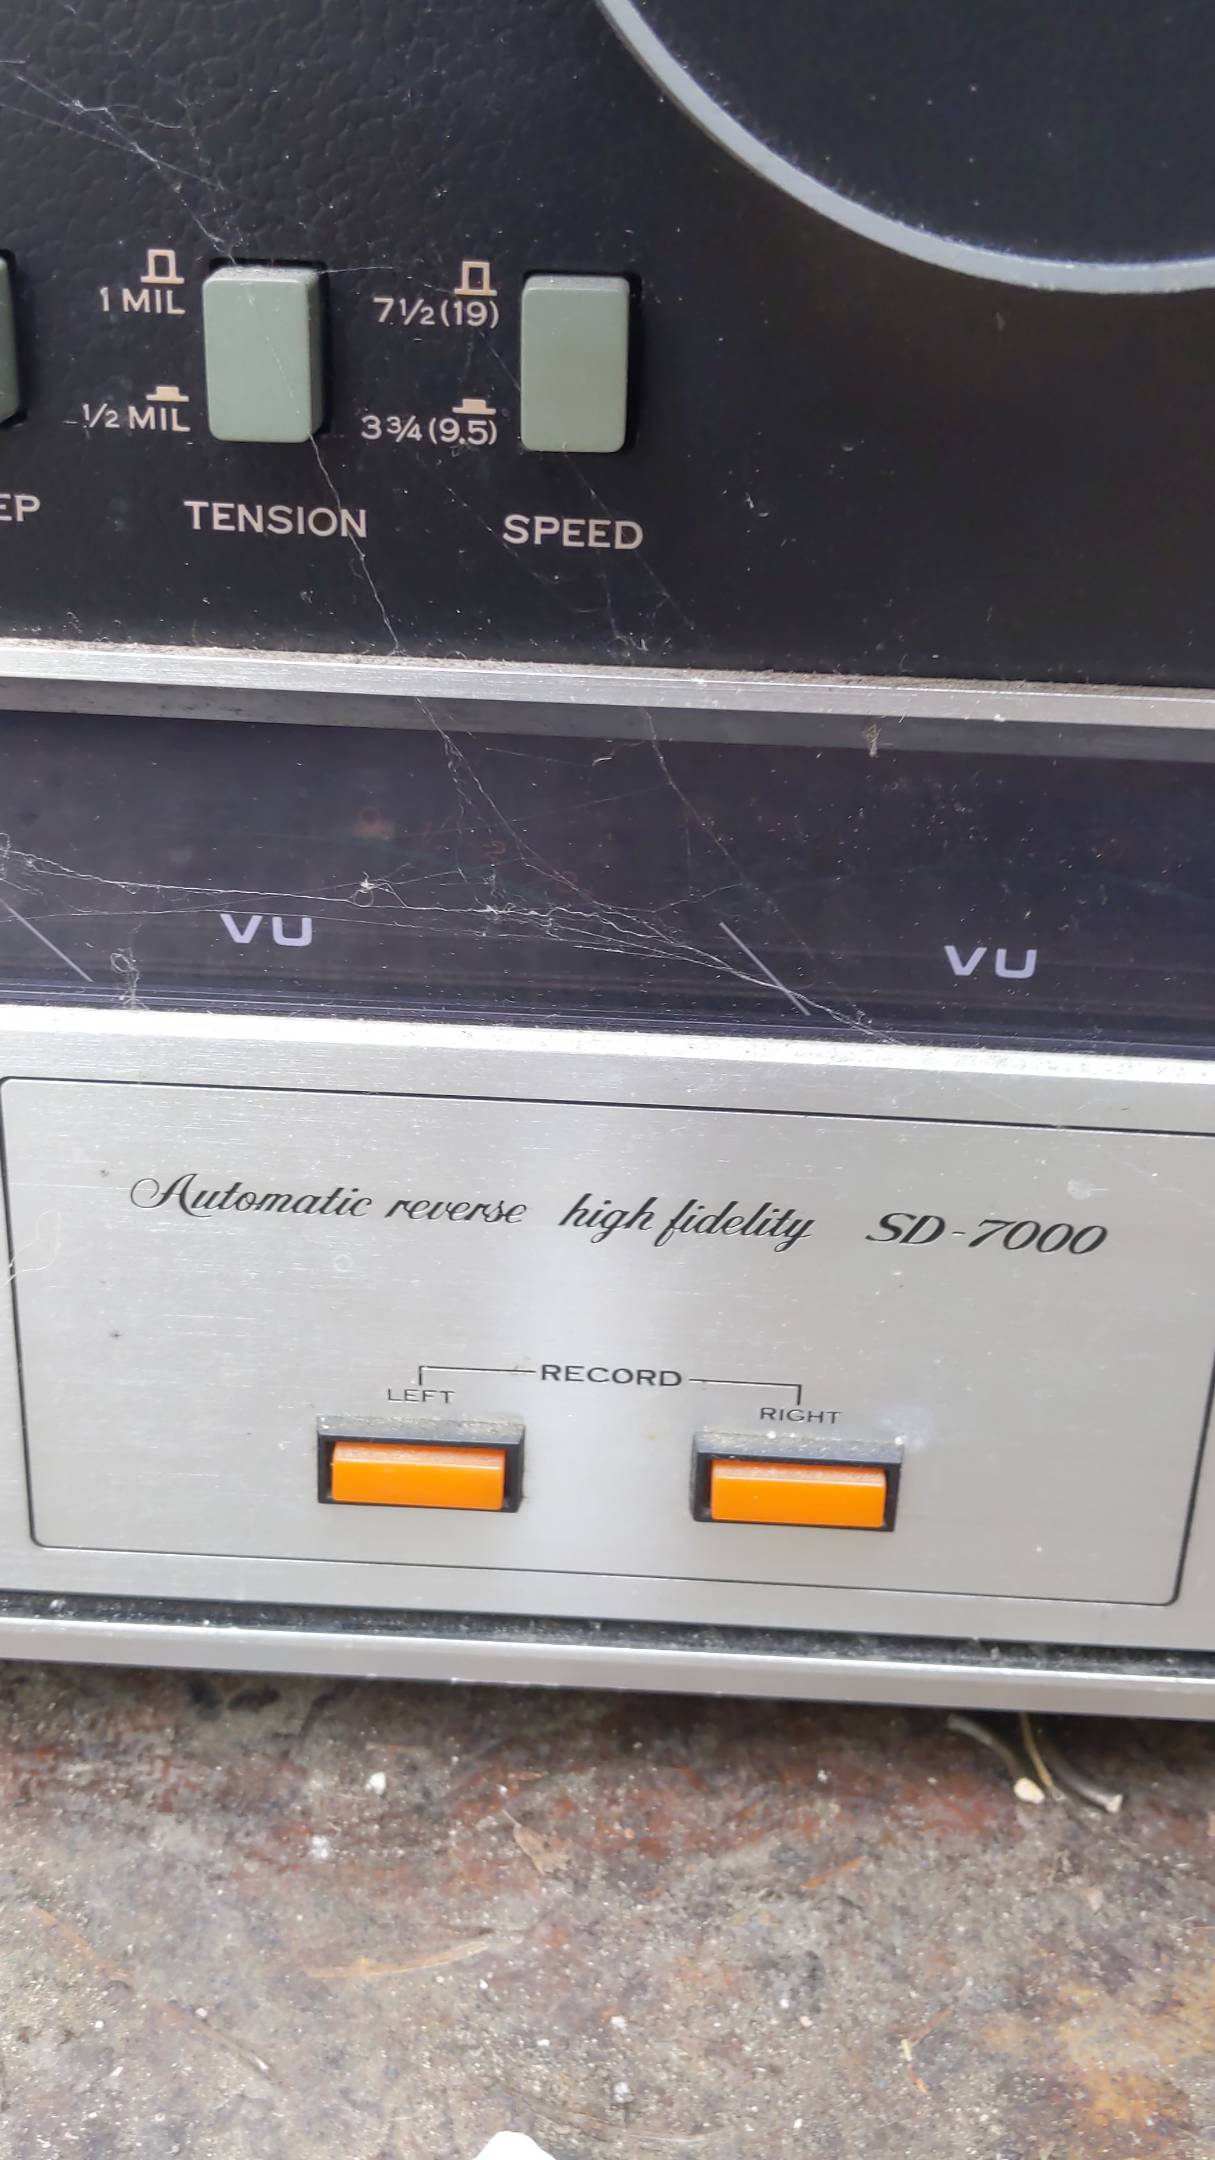 1 MIL
7½(19)
½ MIL
3¾(9.5)
EP
TENSION
SPEED
VU
VU
Automatic reverse high fidelity SD-7000
RECORD
LEFT
RIGHT